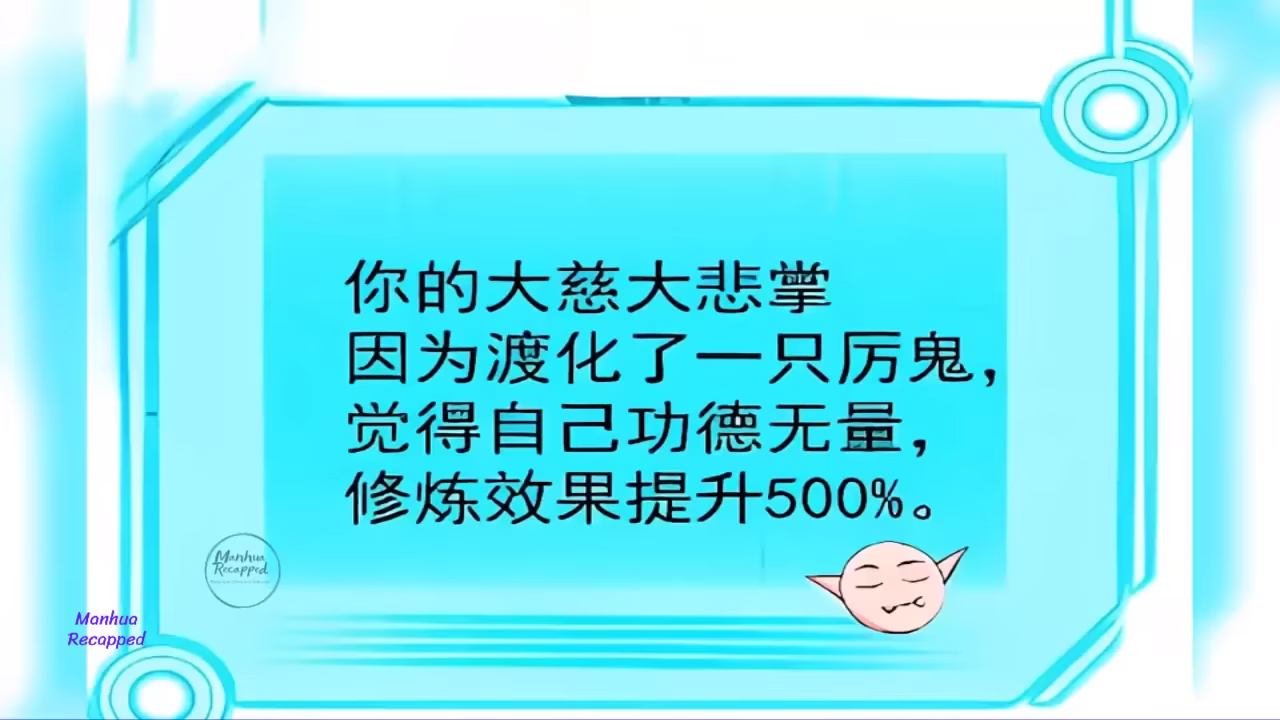 你的大慈大悲掌
因为渡化了一只厉鬼，
觉得自己功德无量，
修炼效果提升500%。
Manhua
Recapped
Manhua
Recapped